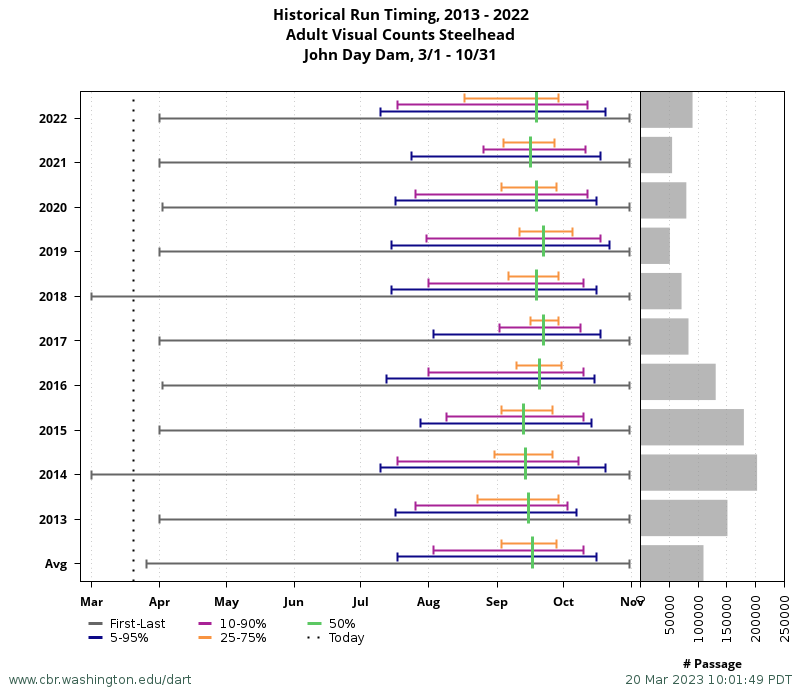 Historical Run Timing, 2013 - 2022
Adult Visual Counts Steelhead
John Day Dam, 3/1 - 10/31
2022
2021
2020
2019
2018
2017
2016
2015
2014
2013
Avg
Mar Apr May Jun Jul Aug Sep Oct Nov
0 50000 100000 150000 200000 250000
First-Last 10-90% 50%
5-95% 25-75% Today
# Passage
www.cbr.washington.edu/dart 20 Mar 2023 10:01:49 PDT